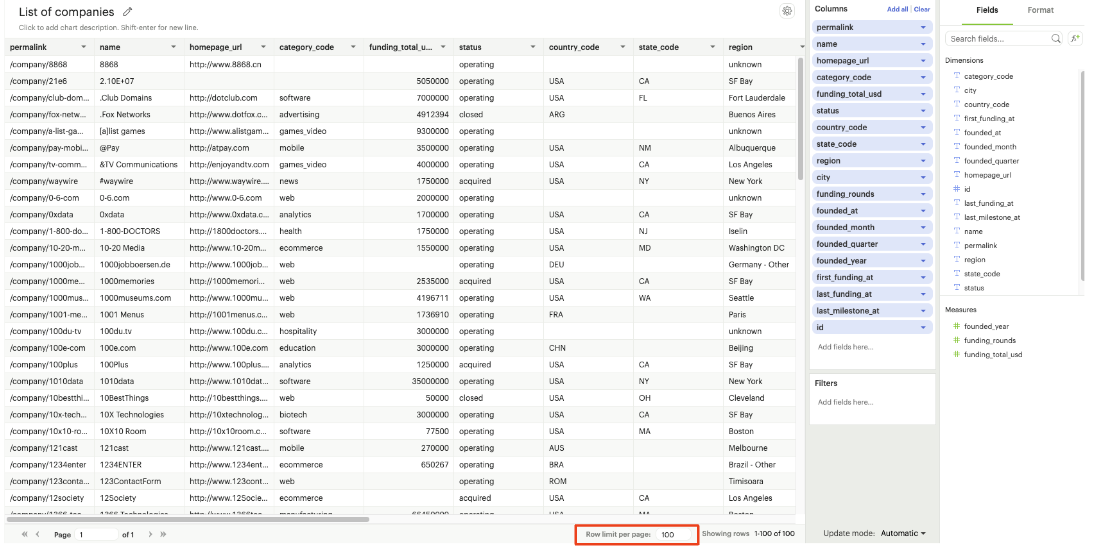 List of companies
Click to add chart description. Shift-enter for new line.
permalink name homepage_url category_code funding_total_u... status country_code state_code region
/company/8868 8868 http://www.8868.cn operating unknown
/company/21e6 2.10E+07 5050000 operating USA CA SF Bay
/company/club-dom... .Club Domains http://dotclub.com software 7000000 operating USA FL Fort Lauderdale
/company/fox-netw... .Fox Networks http://www.dotfox.co... advertising 4912394 closed ARG Buenos Aires
/company/a-list-ga... [a]list games http://www.alistgam... games_video 9300000 operating unknown
/company/pay-mobi... @Pay http://atpay.com mobile 3500000 operating USA NM Albuquerque
/company/tv-comm... &TV Communications http://enjoyandtv.com games_video 4000000 operating USA CA Los Angeles
/company/waywire #waywire http://www.waywire.... news 1750000 acquired USA NY New York
/company/0-6-com 0-6.com http://www.0-6.com web 2000000 operating unknown
/company/0xdata 0xdata http://www.0xdata.c... analytics 1700000 operating USA CA SF Bay
/company/1-800-do... 1-800-DOCTORS http://1800doctors.... health 1750000 operating USA NJ Iselin
/company/10-20-m... 10-20 Media http://www.10-20m... ecommerce 1550000 operating USA MD Washington DC
/company/1000job... 1000jobboersen.de http://www.1000job... web operating DEU Germany - Other
/company/1000me... 1000memories http://1000memori... web 2535000 acquired USA CA SF Bay
/company/1000mus... 1000museums.com http://www.1000mu... web 4196711 operating USA WA Seattle
/company/1001-me... 1001 Menus http://1001menus.c... web 1736910 operating FRA Paris
/company/100du-tv 100du.tv http://www.100du.c... hospitality 3000000 operating unknown
/company/100e-com 100e.com http://www.100e.c... education 3000000 operating CHN Beijing
/company/100plus 100Plus http://www.100plus.... analytics 1250000 acquired USA CA SF Bay
/company/1010data 1010data http://www.1010dat... software 35000000 operating USA NY New York
/company/10bestthi... 10BestThings http://10bestthings.... web 50000 closed USA OH Cleveland
/company/10x-tech... 10X Technologies http://10xtechnolog... biotech 3000000 operating USA CA SF Bay
/company/10x10-ro... 10X10 Room http://10x10room.c... software 77500 operating USA MA Boston
/company/121cast 121cast http://www.121cast.... mobile 270000 operating AUS Melbourne
/company/1234enter 1234ENTER http://www.1234ent... ecommerce 650267 operating BRA Brazil - Other
/company/123conta... 123ContactForm http://www.123cont... web operating ROM Timisoara
/company/12society 12Society http://www.12Socie... ecommerce acquired USA CA Los Angeles
Page 1 of 1
Row limit per page: 100
Showing rows 1-100 of 100
Columns
Add all | Clear
permalink
name
homepage_url
category_code
funding_total_usd
status
country_code
state_code
region
city
funding_rounds
founded_at
founded_month
founded_quarter
founded_year
first_funding_at
last_funding_at
last_milestone_at
id
Add fields here...
Filters
Add fields here...
Update mode: Automatic
Fields Format
Search fields...
Dimensions
category_code
city
country_code
first_funding_at
founded_at
founded_month
founded_quarter
homepage_url
id
last_funding_at
last_milestone_at
name
permalink
region
state_code
status
Measures
founded_year
funding_rounds
funding_total_usd